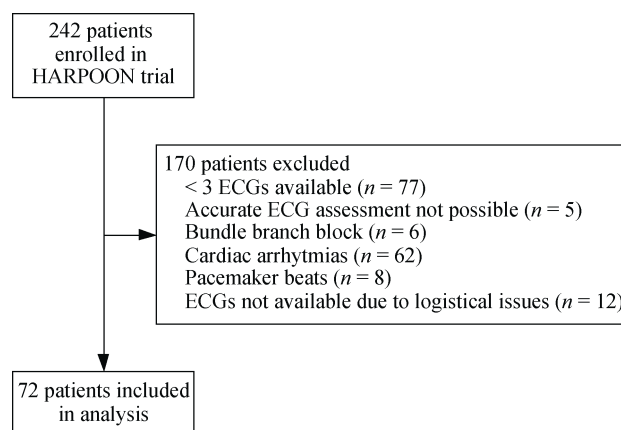 242 patients
enrolled in
HARPOON trial
170 patients excluded
< 3 ECGs available (n = 77)
Accurate ECG assessment not possible (n = 5)
Bundle branch block (n = 6)
Cardiac arrhytmias (n = 62)
Pacemaker beats (n = 8)
ECGs not available due to logistical issues (n = 12)
72 patients included
in analysis